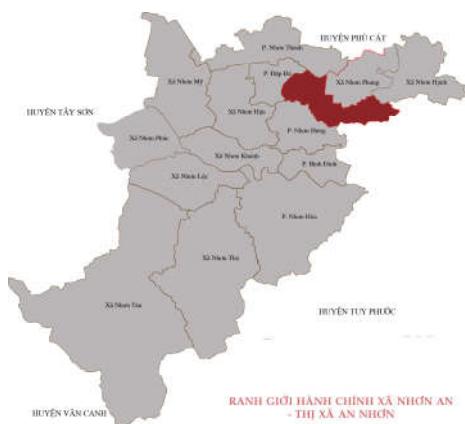 HUYỆN PHÙ CÁT
P. Nhơn Thành
P. Đập Đá
Xã Nhơn Mỹ
Xã Nhơn Phong
Xã Nhơn Hạnh
HUYỆN TÂY SƠN
Xã Nhơn Hậu
P. Nhơn Hưng
Xã Nhơn Phúc
Xã Nhơn Khánh
P. Bình Định
Xã Nhơn Lộc
P. Nhơn Hòa
Xã Nhơn Thọ
Xã Nhơn Tân
HUYỆN TUY PHƯỚC
RANH GIỚI HÀNH CHÍNH XÃ NHƠN AN
- THỊ XÃ AN NHƠN
HUYỆN VÂN CANH